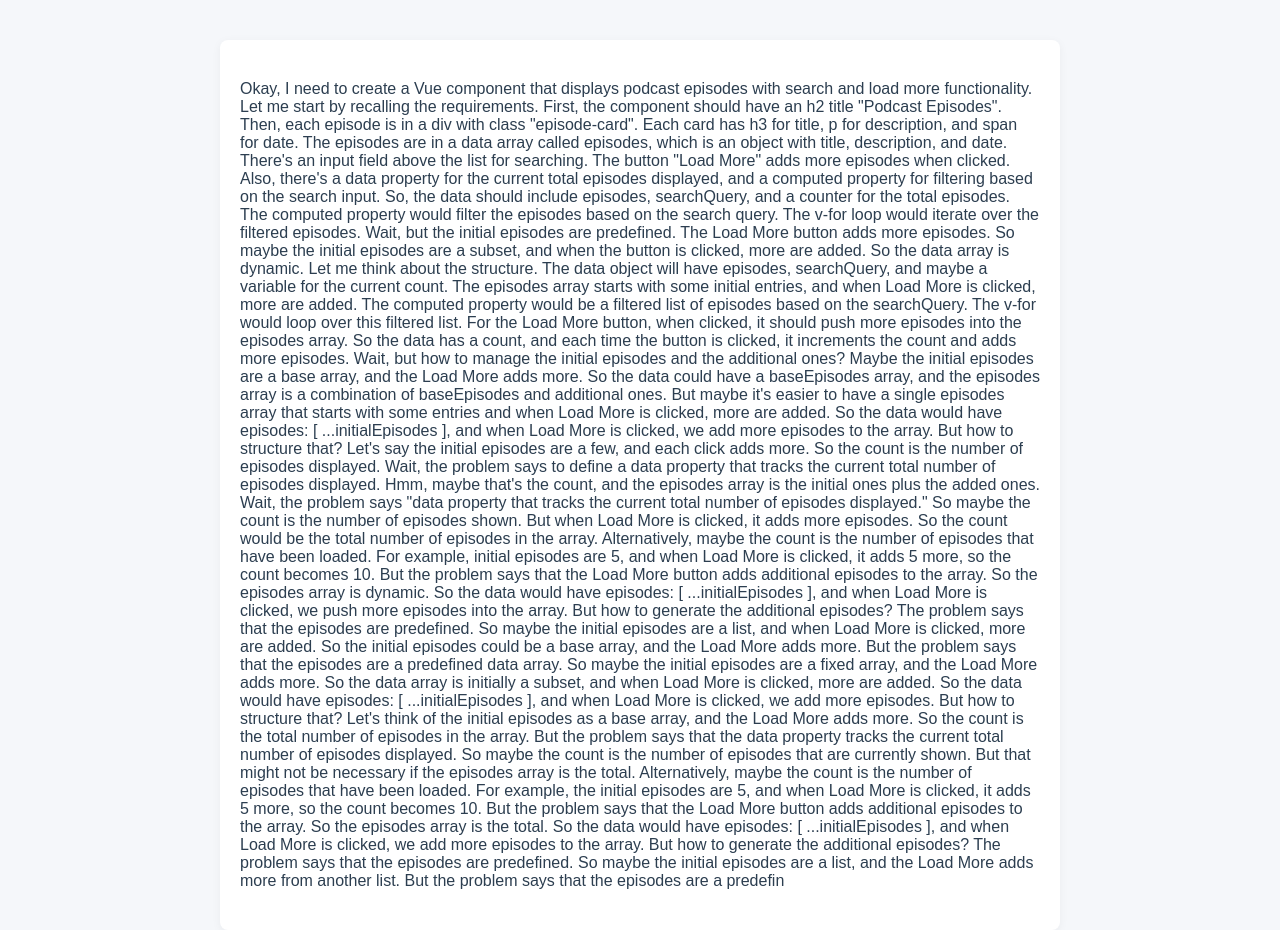 Okay, I need to create a Vue component that displays podcast episodes with search and load more functionality.
Let me start by recalling the requirements. First, the component should have an h2 title "Podcast Episodes".
Then, each episode is in a div with class "episode-card". Each card has h3 for title, p for description, and span
for date. The episodes are in a data array called episodes, which is an object with title, description, and date.
There's an input field above the list for searching. The button "Load More" adds more episodes when clicked.
Also, there's a data property for the current total episodes displayed, and a computed property for filtering based
on the search input. So, the data should include episodes, searchQuery, and a counter for the total episodes.
The computed property would filter the episodes based on the search query. The v-for loop would iterate over the
filtered episodes. Wait, but the initial episodes are predefined. The Load More button adds more episodes. So
maybe the initial episodes are a subset, and when the button is clicked, more are added. So the data array is
dynamic. Let me think about the structure. The data object will have episodes, searchQuery, and maybe a
variable for the current count. The episodes array starts with some initial entries, and when Load More is clicked,
more are added. The computed property would be a filtered list of episodes based on the searchQuery. The v-for
would loop over this filtered list. For the Load More button, when clicked, it should push more episodes into the
episodes array. So the data has a count, and each time the button is clicked, it increments the count and adds
more episodes. Wait, but how to manage the initial episodes and the additional ones? Maybe the initial episodes
are a base array, and the Load More adds more. So the data could have a baseEpisodes array, and the episodes
array is a combination of baseEpisodes and additional ones. But maybe it's easier to have a single episodes
array that starts with some entries and when Load More is clicked, more are added. So the data would have
episodes: [ ...initialEpisodes ], and when Load More is clicked, we add more episodes to the array. But how to
structure that? Let's say the initial episodes are a few, and each click adds more. So the count is the number of
episodes displayed. Wait, the problem says to define a data property that tracks the current total number of
episodes displayed. Hmm, maybe that's the count, and the episodes array is the initial ones plus the added ones.
Wait, the problem says "data property that tracks the current total number of episodes displayed." So maybe the
count is the number of episodes shown. But when Load More is clicked, it adds more episodes. So the count
would be the total number of episodes in the array. Alternatively, maybe the count is the number of episodes that
have been loaded. For example, initial episodes are 5, and when Load More is clicked, it adds 5 more, so the
count becomes 10. But the problem says that the Load More button adds additional episodes to the array. So the
episodes array is dynamic. So the data would have episodes: [ ...initialEpisodes ], and when Load More is
clicked, we push more episodes into the array. But how to generate the additional episodes? The problem says
that the episodes are predefined. So maybe the initial episodes are a list, and when Load More is clicked, more
are added. So the initial episodes could be a base array, and the Load More adds more. But the problem says
that the episodes are a predefined data array. So maybe the initial episodes are a fixed array, and the Load More
adds more. So the data array is initially a subset, and when Load More is clicked, more are added. So the data
would have episodes: [ ...initialEpisodes ], and when Load More is clicked, we add more episodes. But how to
structure that? Let's think of the initial episodes as a base array, and the Load More adds more. So the count is
the total number of episodes in the array. But the problem says that the data property tracks the current total
number of episodes displayed. So maybe the count is the number of episodes that are currently shown. But that
might not be necessary if the episodes array is the total. Alternatively, maybe the count is the number of
episodes that have been loaded. For example, the initial episodes are 5, and when Load More is clicked, it adds
5 more, so the count becomes 10. But the problem says that the Load More button adds additional episodes to
the array. So the episodes array is the total. So the data would have episodes: [ ...initialEpisodes ], and when
Load More is clicked, we add more episodes to the array. But how to generate the additional episodes? The
problem says that the episodes are predefined. So maybe the initial episodes are a list, and the Load More adds
more from another list. But the problem says that the episodes are a predefin